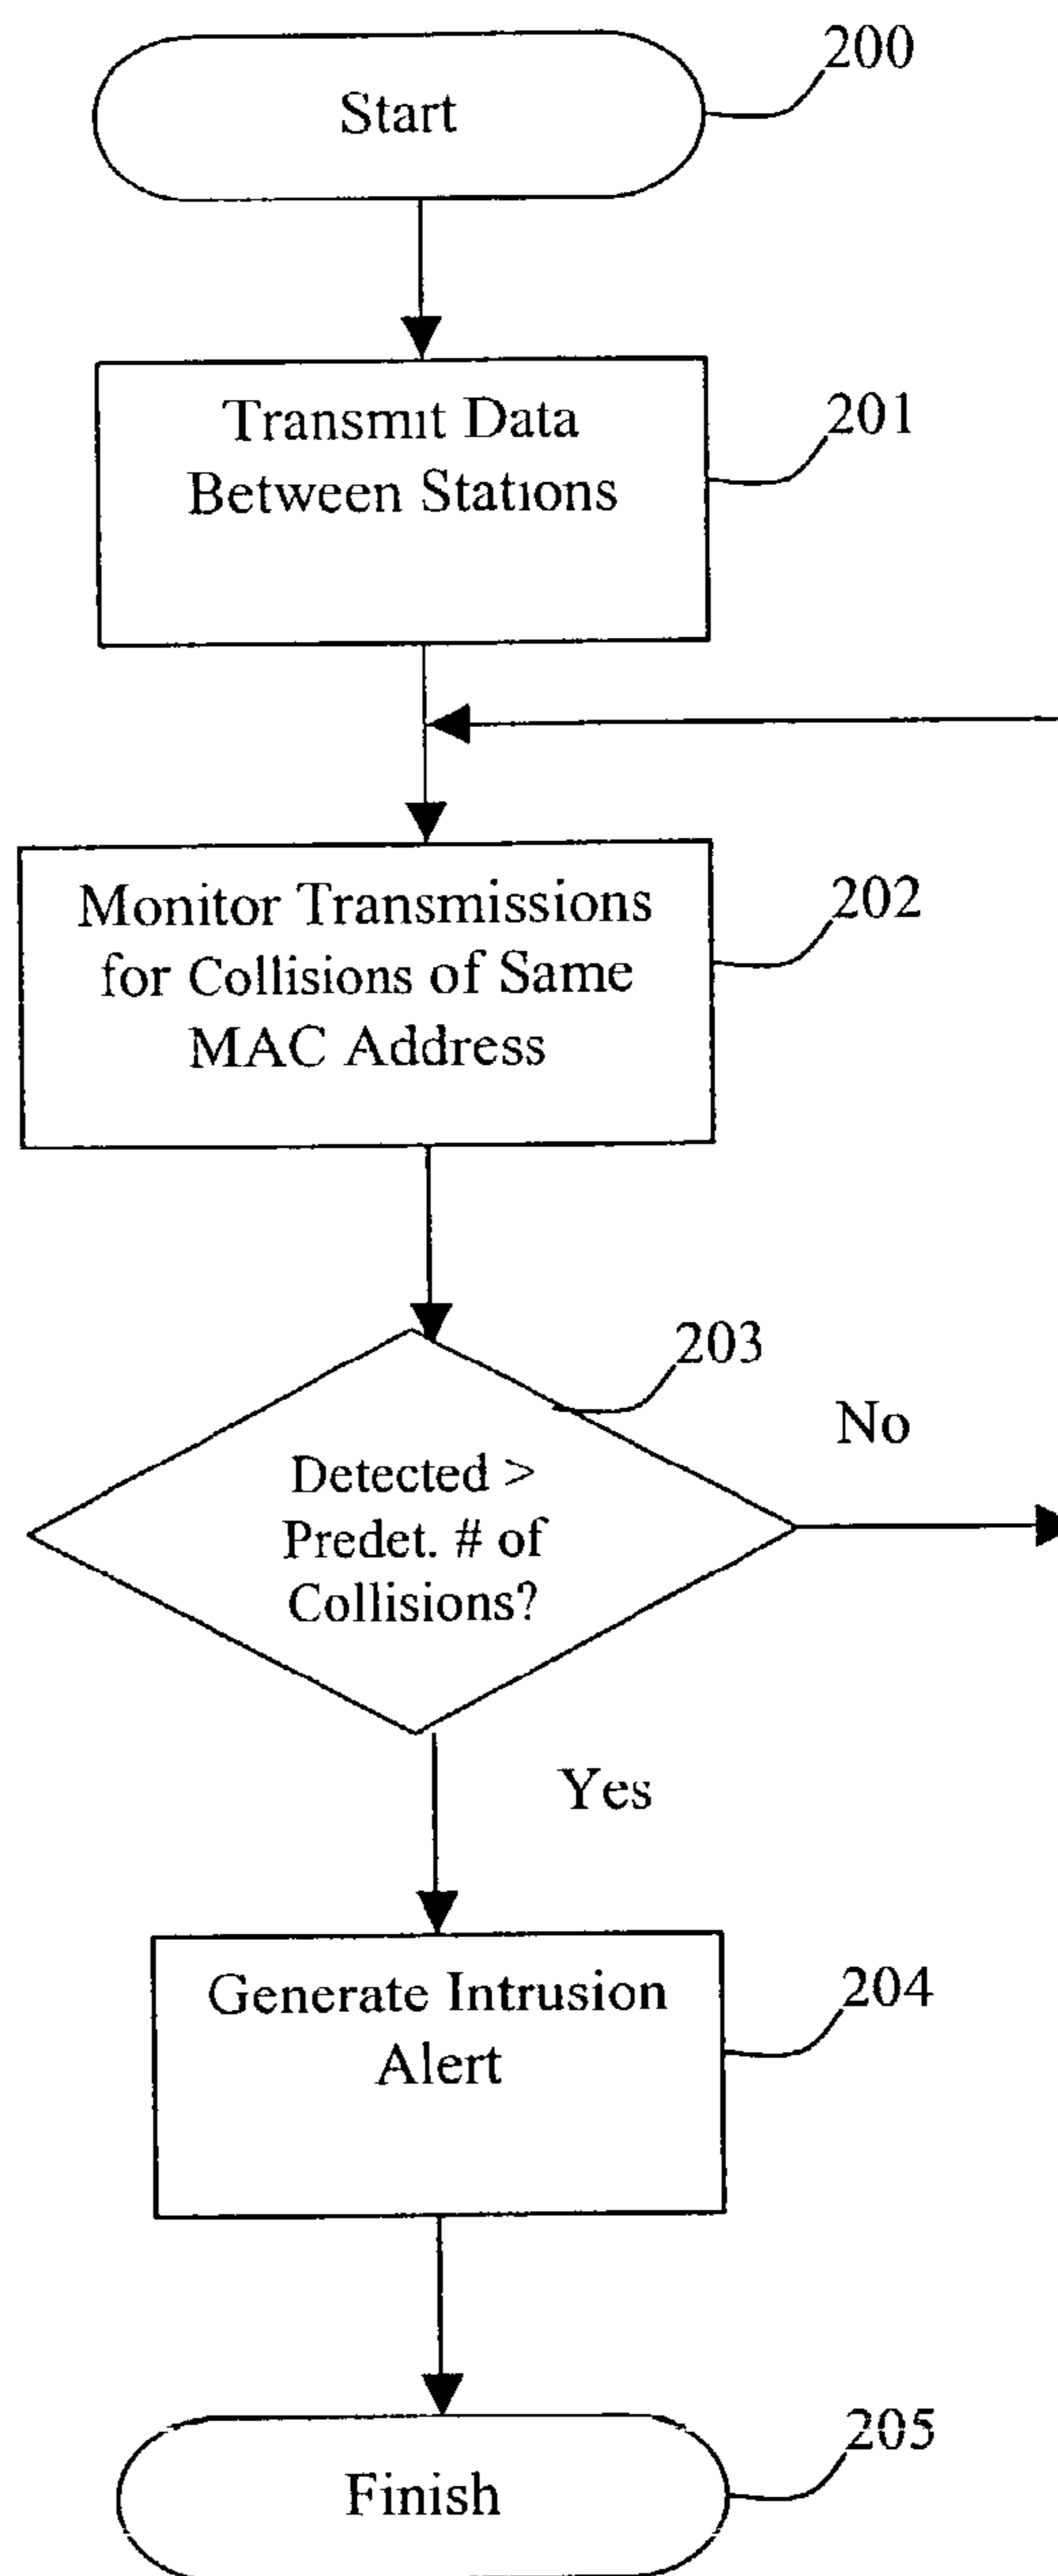 200
Start
201
Transmit Data
Between Stations
202
Monitor Transmissions
for Collisions of Same
MAC Address
203
No
Detected >
Predet. # of
Collisions?
Yes
204
Generate Intrusion
Alert
205
Finish